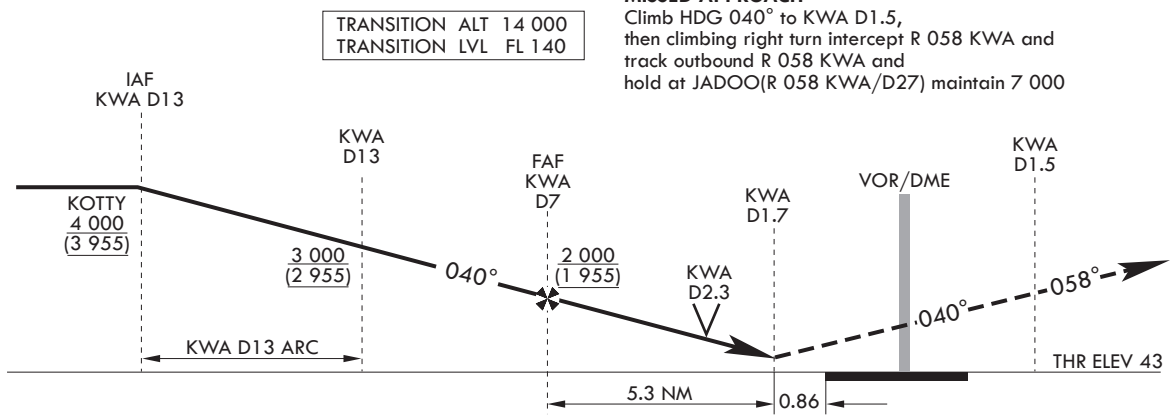 MISSED APPROACH
TRANSITION ALT 14 000
TRANSITION LVL FL 140
Climb HDG 040° to KWA D1.5,
then climbing right turn intercept R 058 KWA and
track outbound R 058 KWA and
hold at JADOO(R 058 KWA/D27) maintain 7 000
IAF
KWA D13
KWA
D13
FAF
KWA
D7
KWA
D1.7
VOR/DME
KWA
D1.5
KOTTY
4 000
(3 955)
3 000
(2 955)
040°
2 000
(1 955)
KWA
D2.3
040°
058°
KWA D13 ARC
THR ELEV 43
5.3 NM
0.86